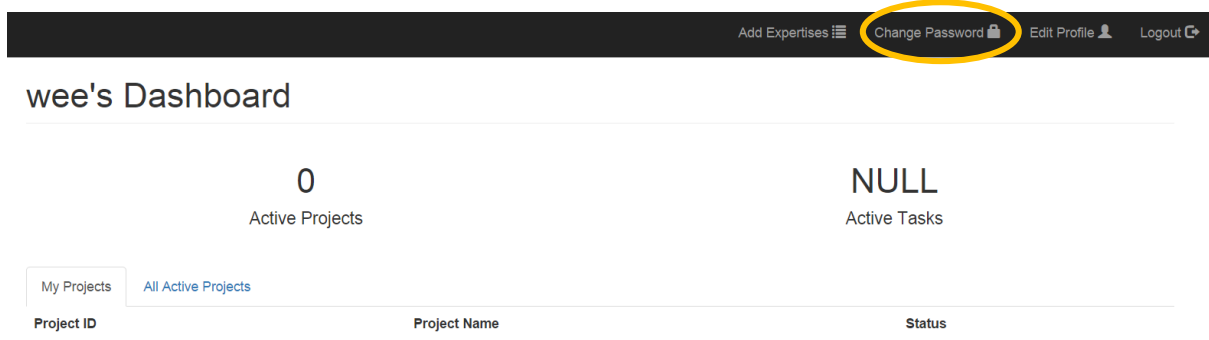 Add Expertises Change Password Edit Profile Logout
wee's Dashboard
0 NULL
Active Projects Active Tasks
My Projects All Active Projects
Project ID Project Name Status